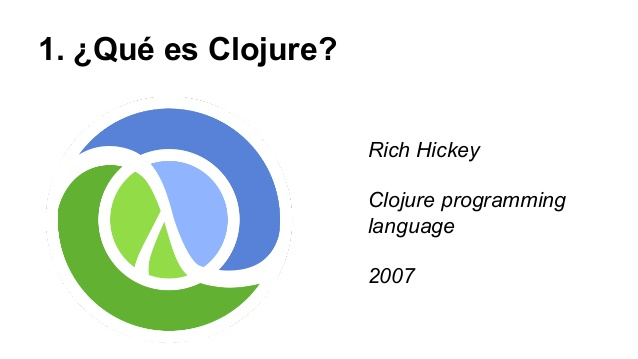 1. ¿Qué es Clojure?
Rich Hickey
Clojure programming
language
2007